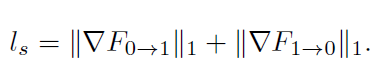 l_s = ‖∇F_{0→1}‖_1 + ‖∇F_{1→0}‖_1.